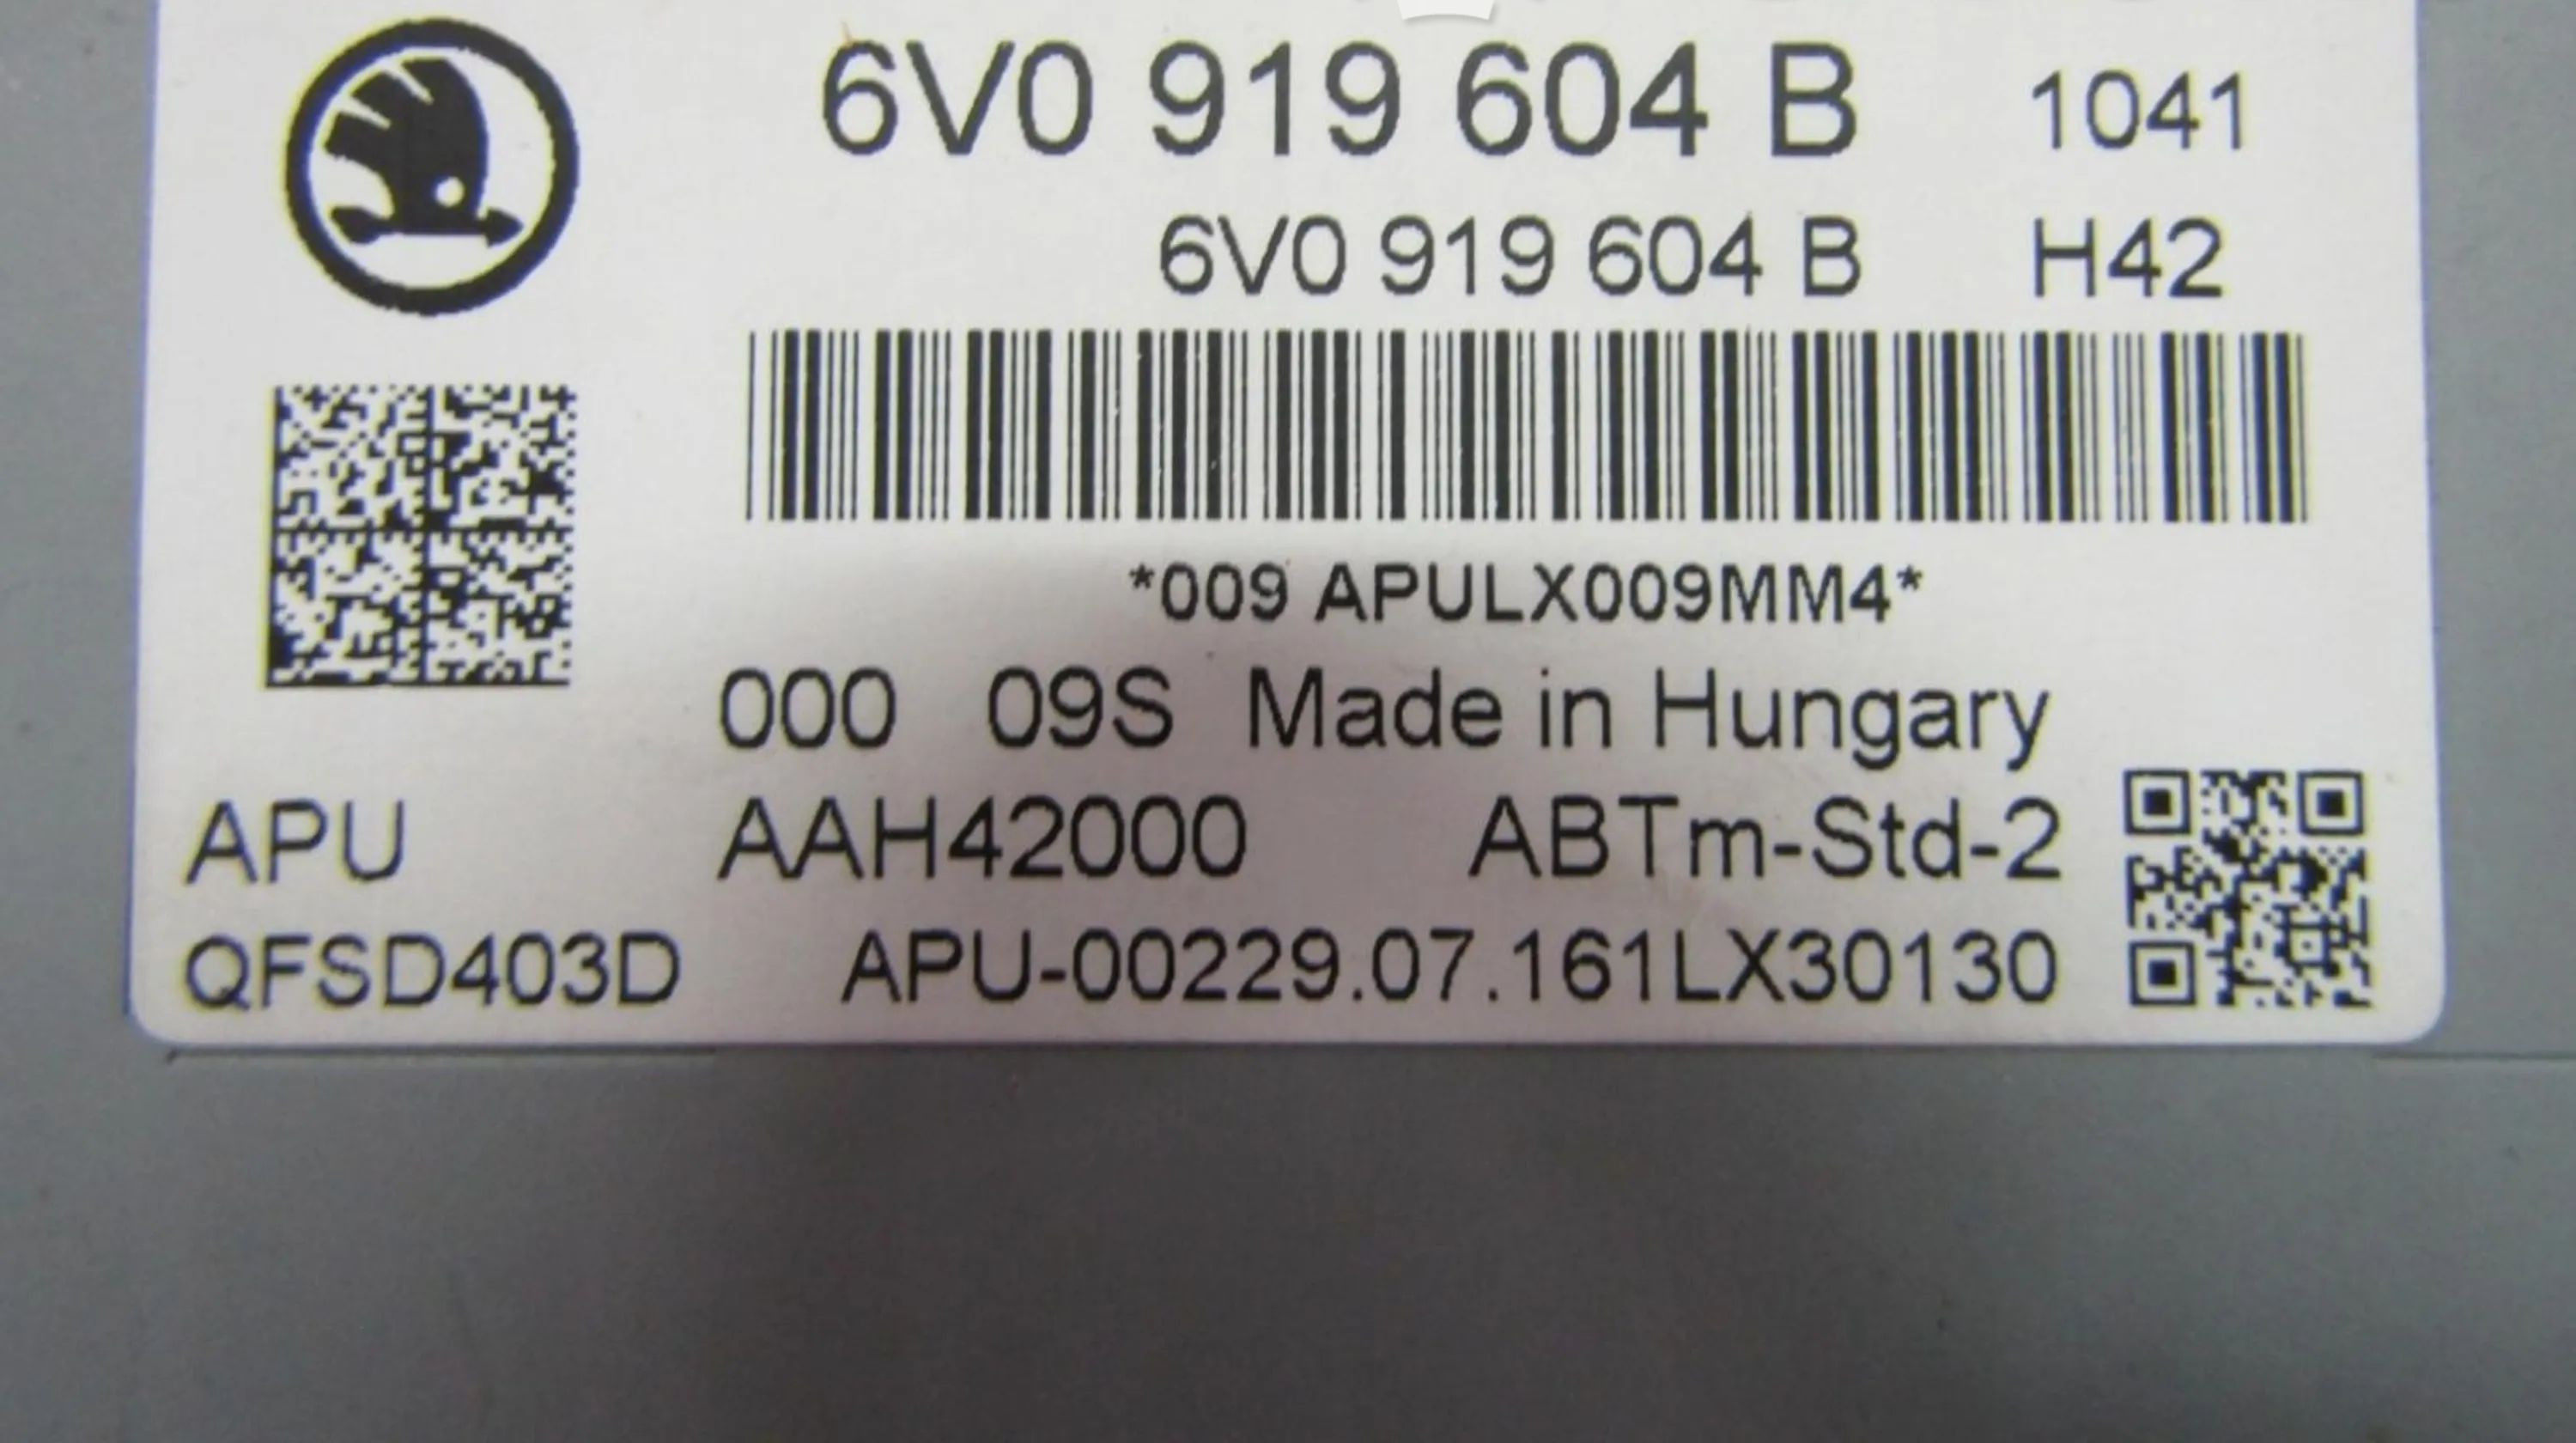 6V0 919 604 B 1041
6V0 919 604 B H42
*009 APULX009MM4*
000 09S Made in Hungary
APU AAH42000 ABTm-Std-2
QFSD403D APU-00229.07.161LX30130